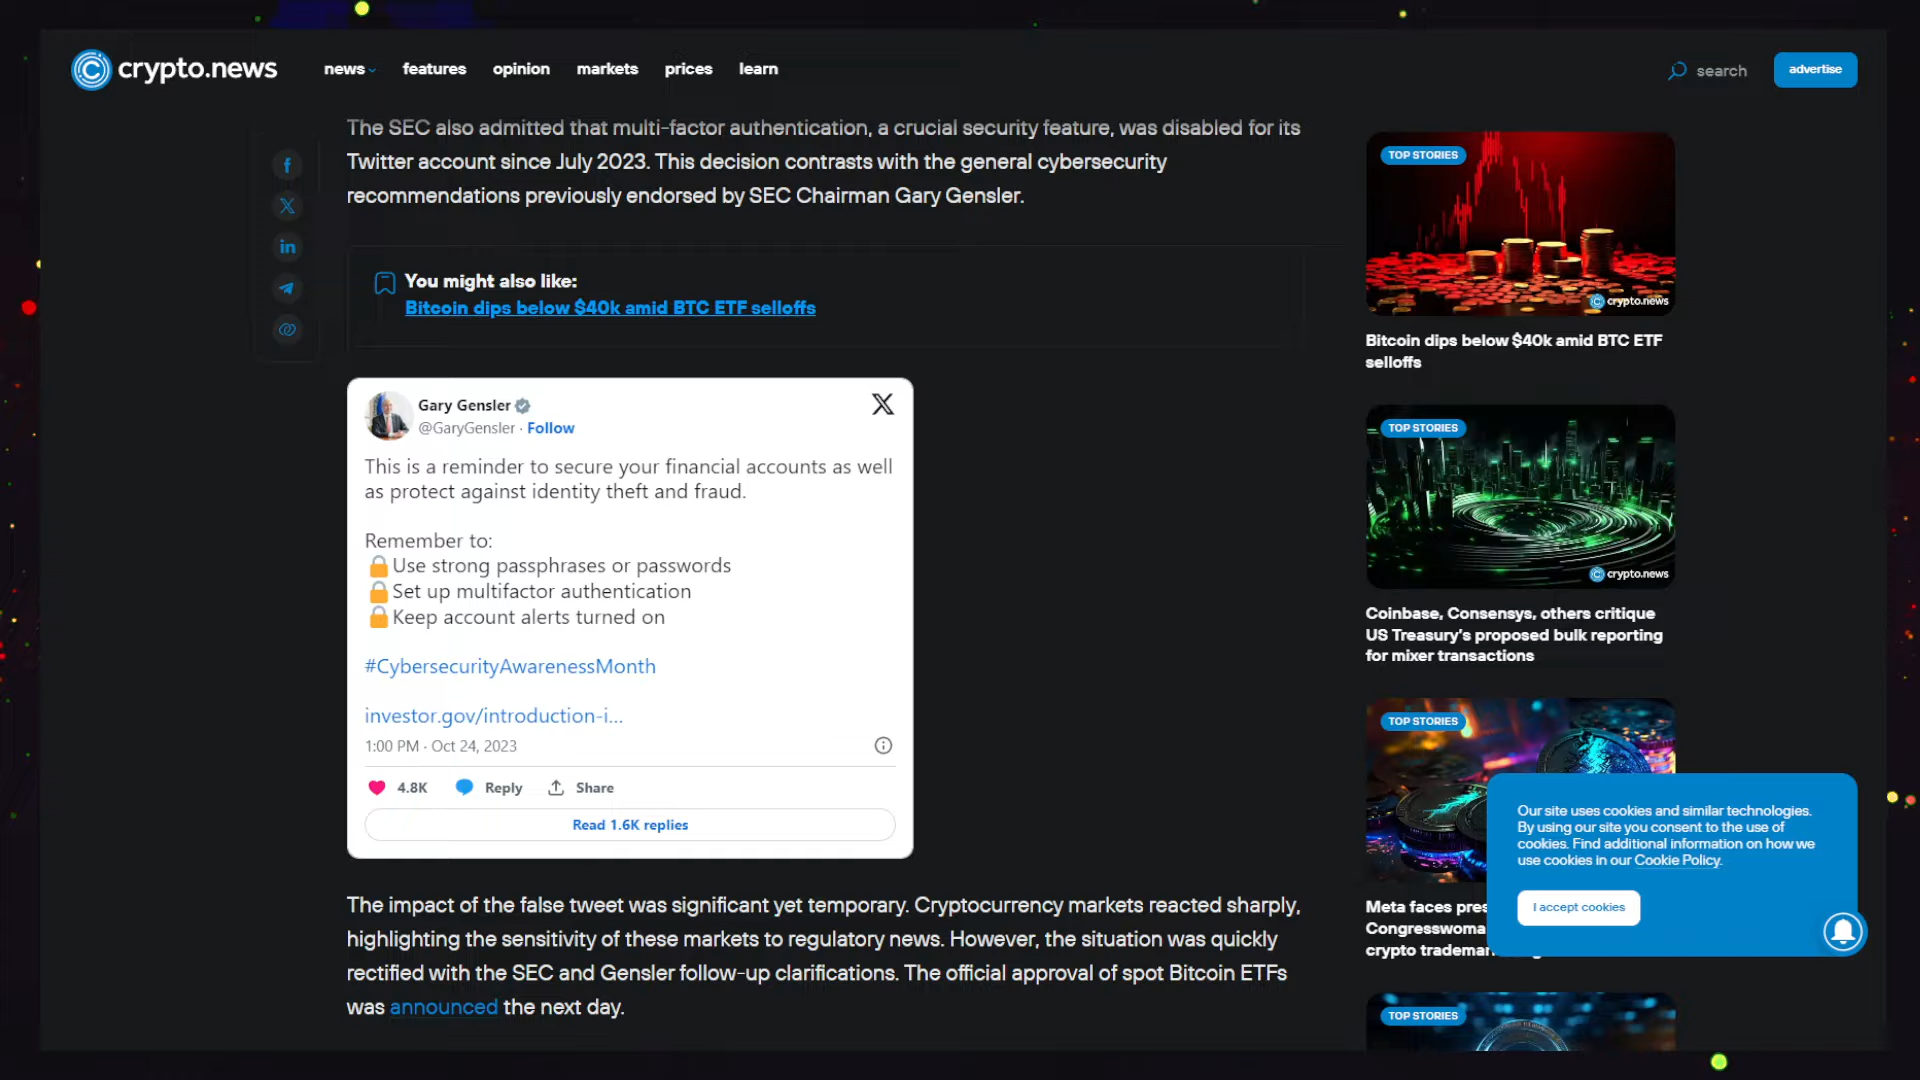 crypto.news
news
features
opinion
markets
prices
learn
search
advertise
The SEC also admitted that multi-factor authentication, a crucial security feature, was disabled for its
Twitter account since July 2023. This decision contrasts with the general cybersecurity
recommendations previously endorsed by SEC Chairman Gary Gensler.
You might also like:
Bitcoin dips below $40k amid BTC ETF selloffs
Gary Gensler
@GaryGensler · Follow
This is a reminder to secure your financial accounts as well
as protect against identity theft and fraud.
Remember to:
🔒Use strong passphrases or passwords
🔒Set up multifactor authentication
🔒Keep account alerts turned on
#CybersecurityAwarenessMonth
investor.gov/introduction-i...
1:00 PM · Oct 24, 2023
4.8K
Reply
Share
Read 1.6K replies
The impact of the false tweet was significant yet temporary. Cryptocurrency markets reacted sharply,
highlighting the sensitivity of these markets to regulatory news. However, the situation was quickly
rectified with the SEC and Gensler follow-up clarifications. The official approval of spot Bitcoin ETFs
was announced the next day.
TOP STORIES
crypto.news
Bitcoin dips below $40k amid BTC ETF
selloffs
TOP STORIES
crypto.news
Coinbase, Consensys, others critique
US Treasury's proposed bulk reporting
for mixer transactions
TOP STORIES
Meta faces pres
Congresswoma
crypto trademar
Our site uses cookies and similar technologies.
By using our site you consent to the use of
cookies. Find additional information on how we
use cookies in our Cookie Policy.
I accept cookies
TOP STORIES